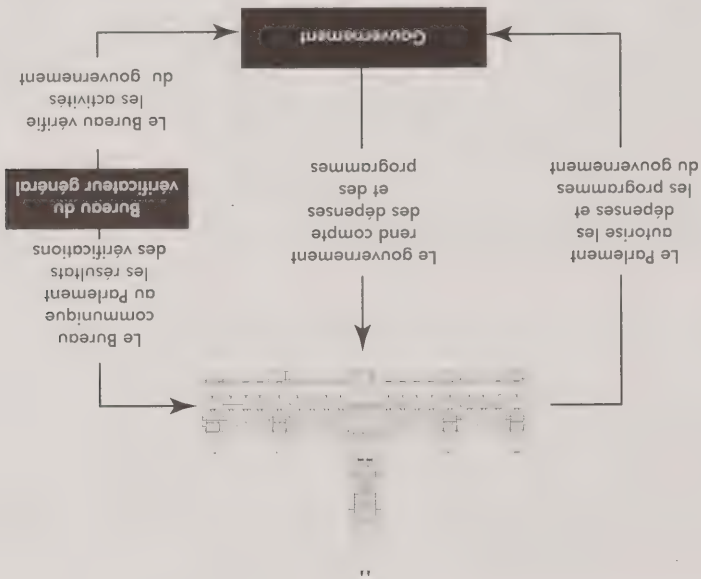 Le Parlement
autorise les
dépenses et
les programmes
du gouvernement
Le gouvernement
rend compte
des dépenses
et des
programmes
Le Bureau
communique
au Parlement
les résultats
des vérifications
Bureau du
vérificateur général
Le Bureau vérifie
les activités
du gouvernement
Gouvernement